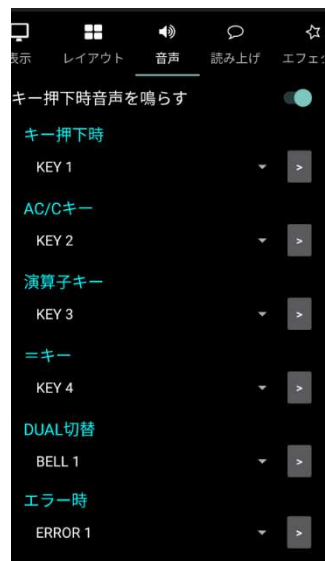 表示 レイアウト 音声 読み上げ エフェク
キー押下時音声を鳴らす
キー押下時
KEY 1
>
AC/Cキー
KEY 2
>
演算子キー
KEY 3
>
＝キー
KEY 4
>
DUAL切替
BELL 1
>
エラー時
ERROR 1
>